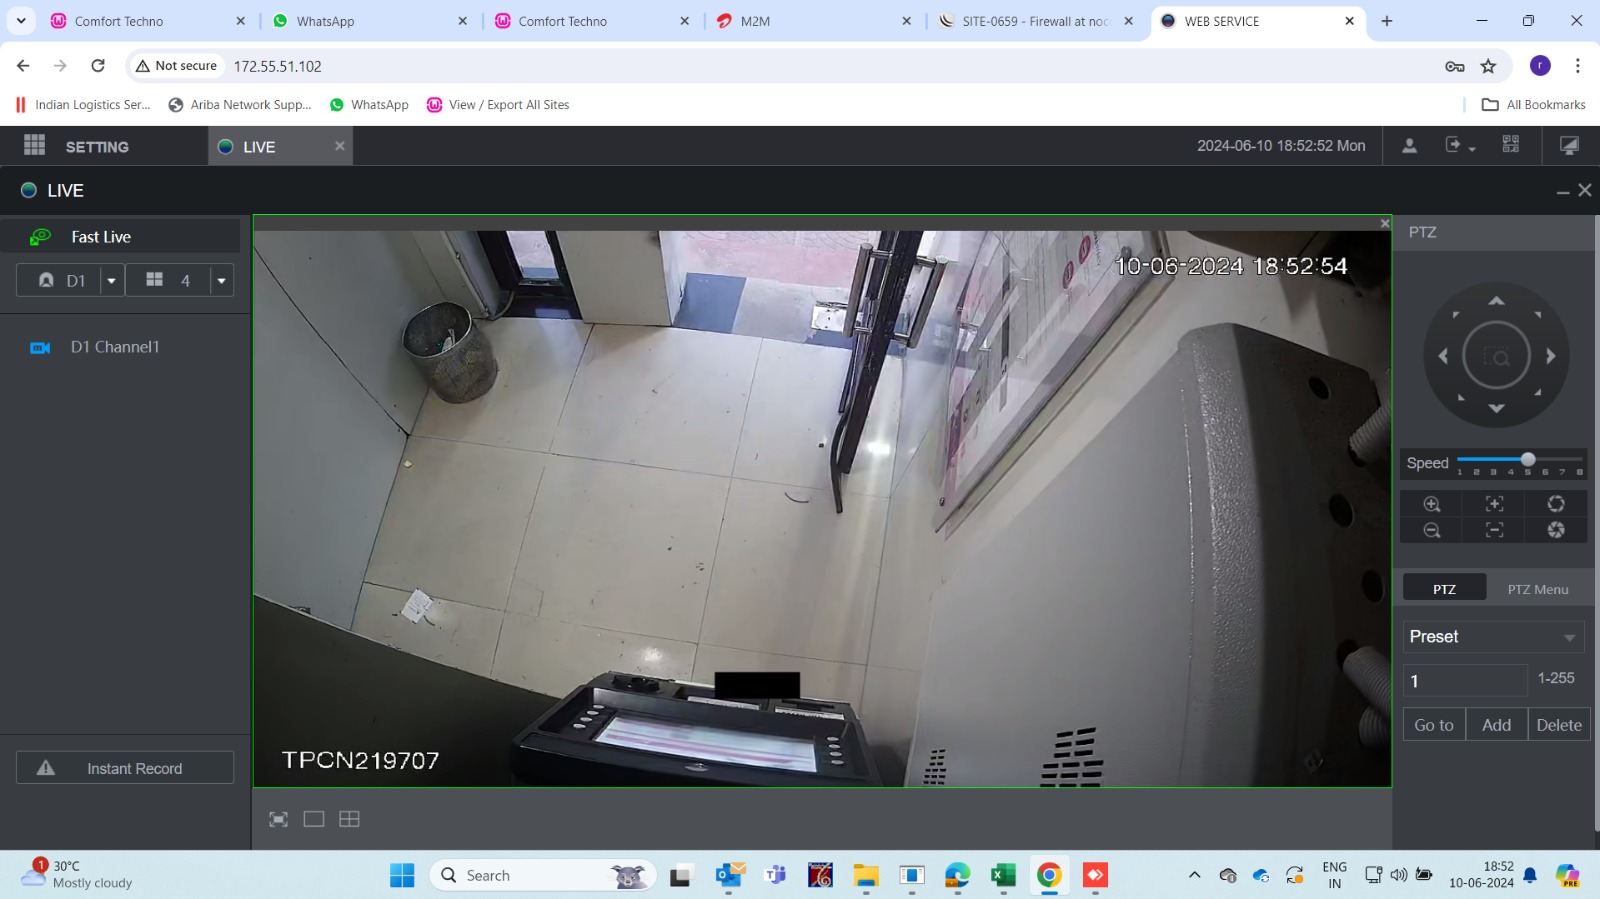 Comfort Techno
WhatsApp
Comfort Techno
M2M
SITE-0659 - Firewall at noc
WEB SERVICE
Not secure
172.55.51.102
r
Indian Logistics Ser...
Ariba Network Supp...
WhatsApp
View / Export All Sites
All Bookmarks
SETTING
LIVE
2024-06-10 18:52:52 Mon
LIVE
Fast Live
PTZ
D1
4
10-06-2024 18:52:54
D1 Channel1
Speed
1 2 3 4 5 6 7 8
PTZ
PTZ Menu
Preset
1
1-255
Go to
Add
Delete
TPCN219707
Instant Record
1
30°C
Mostly cloudy
Search
ENG
IN
18:52
10-06-2024
PRE